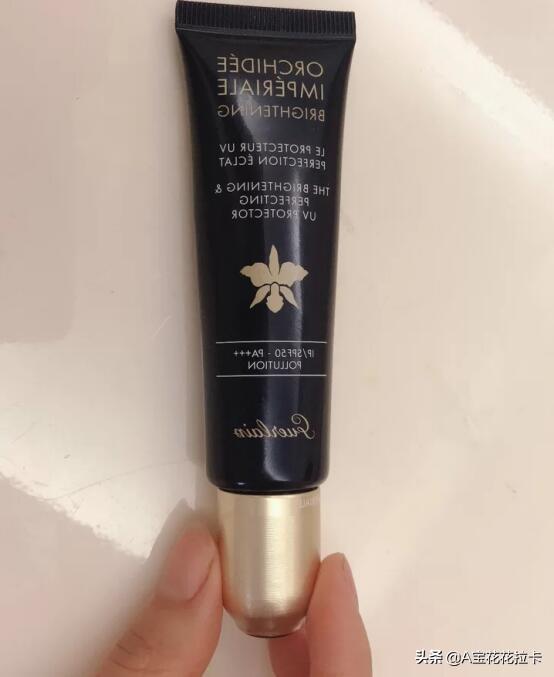 ORCHIDÉE
IMPÉRIALE
BRIGHTENING
LE PROTECTEUR UV
PERFECTION ÉCLAT
THE BRIGHTENING &
PERFECTING
UV PROTECTOR
IP/SPF50 - PA+++
POLLUTION
Guerlain
头条 @A宝花花拉卡